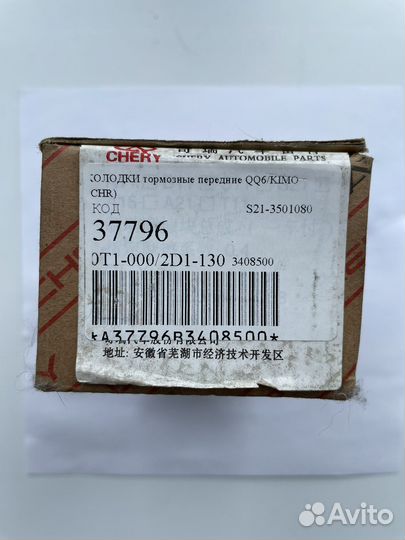 CHERY
CHERY AUTOMOBILE PARTS
КОЛОДКИ тормозные передние QQ6/KIMO
CHR)
КОД S21-3501080
37796
0T1-000/2D1-130 3408500
*A37796B3408500*
地址: 安徽省芜湖市经济技术开发区
CHERY
Avito